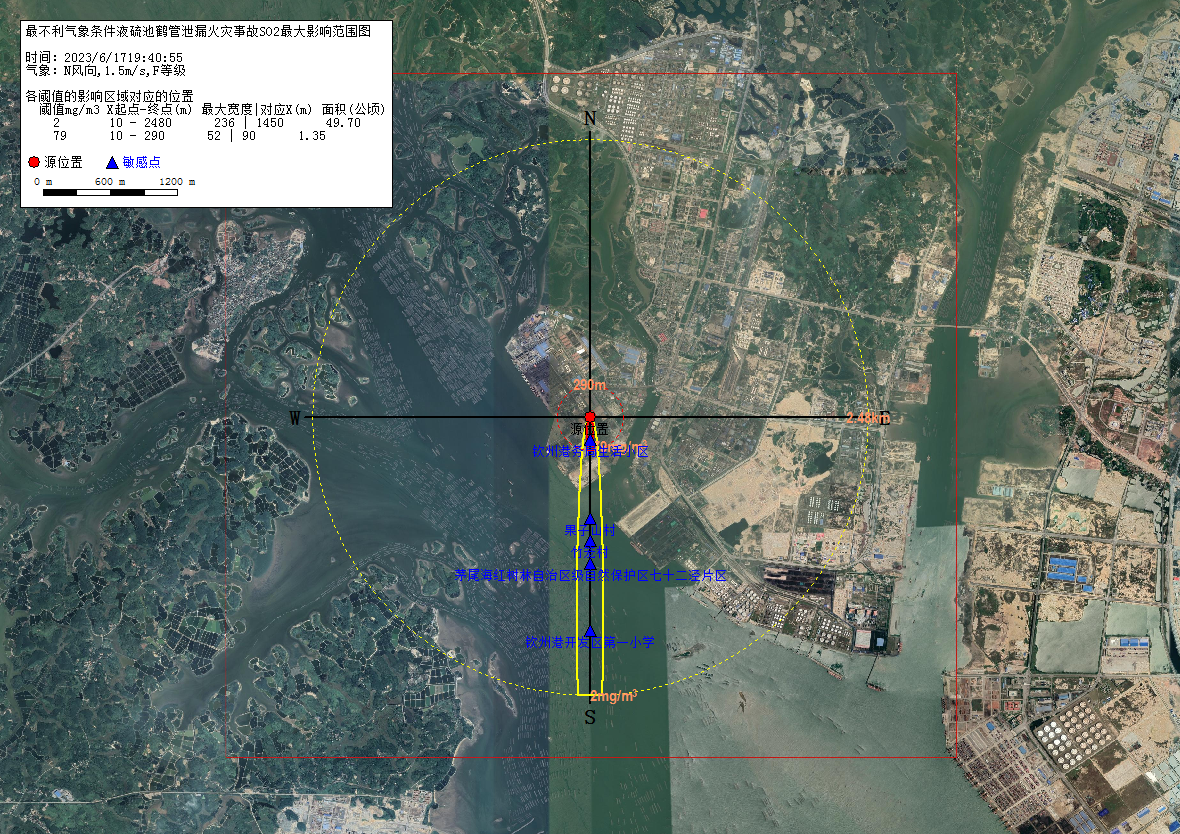 最不利气象条件液硫池鹤管泄漏火灾事故SO2最大影响范围图
时间：2023/6/1719:40:55
气象：N风向,1.5m/s,F等级
各阈值的影响区域对应的位置
阈值mg/m3 X起点-终点(m) 最大宽度|对应X(m) 面积(公顷)
2 10 - 2480 236 | 1450 49.70
79 10 - 290 52 | 90 1.35
源位置 敏感点
0 m 600 m 1200 m
N
290m
W
2.48km
E
源位置
钦州港务局生活小区
果子山村
茅尾海红树林自治区级自然保护区七十二泾片区
钦州港开发区第一小学
2mg/m³
S